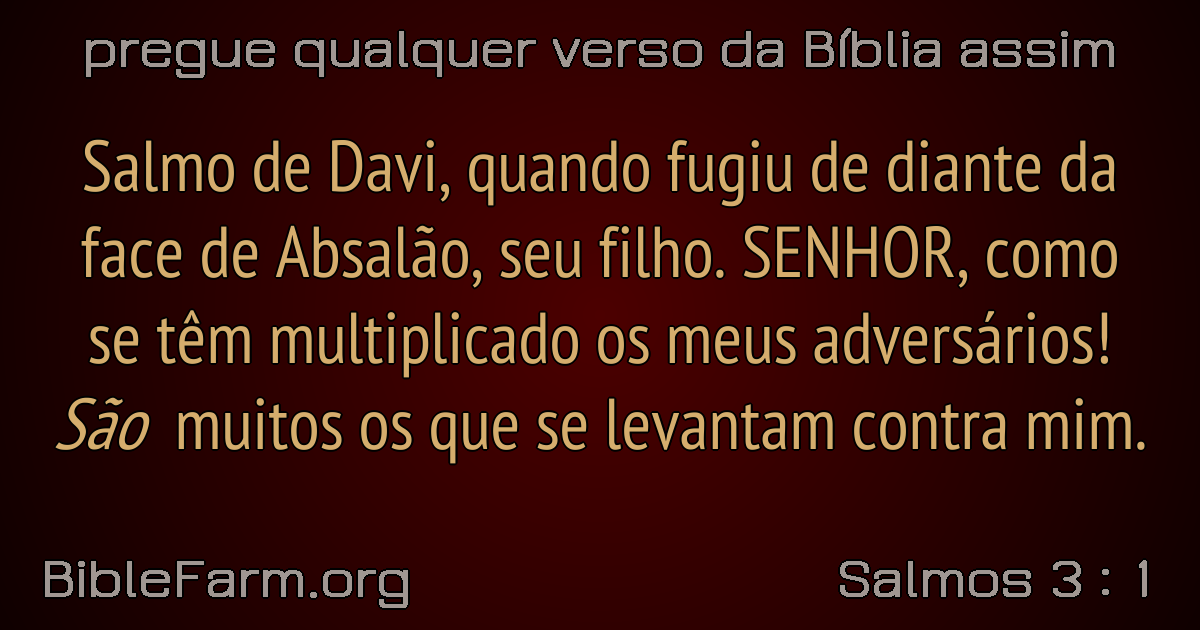 pregue qualquer verso da Bíblia assim
Salmo de Davi, quando fugiu de diante da
face de Absalão, seu filho. SENHOR, como
se têm multiplicado os meus adversários!
São muitos os que se levantam contra mim.
BibleFarm.org
Salmos 3 : 1